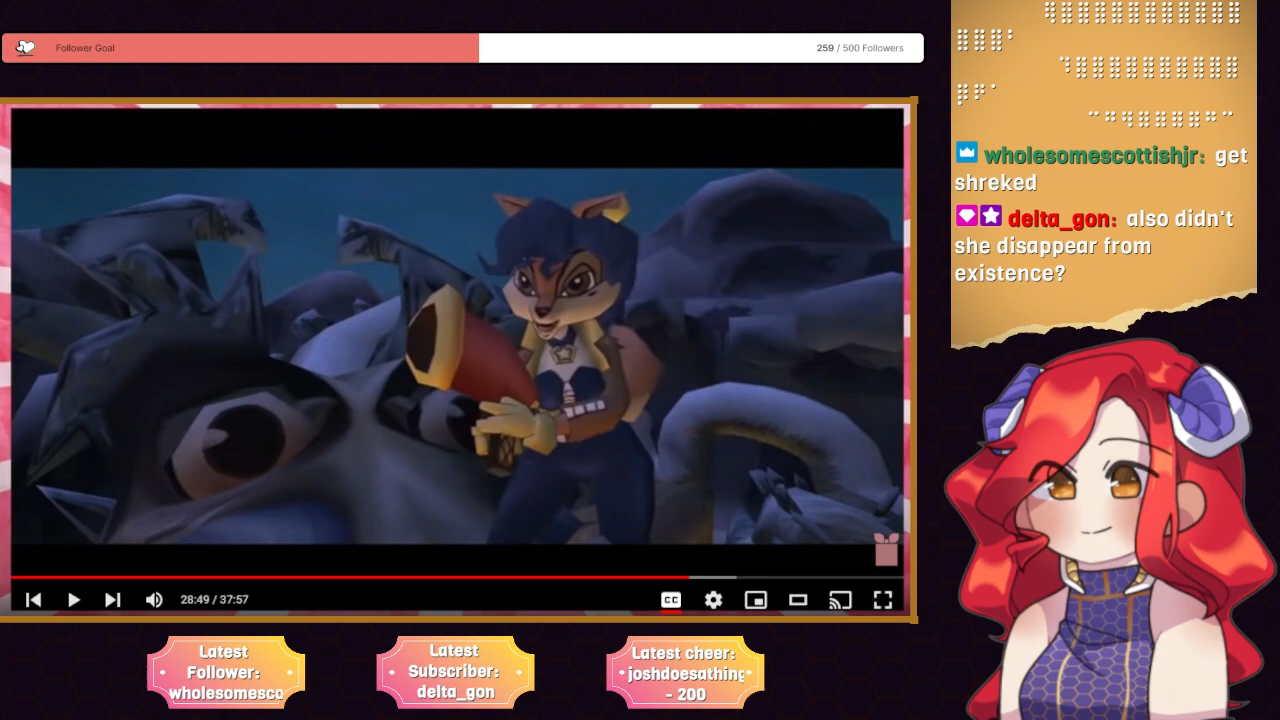 Follower Goal
259 / 500 Followers
wholesomescottishjr: get
shreked
delta_gon: also didn't
she disappear from
existence?
28:49 / 37:57
CC
Latest
Follower:
wholesomesco
Latest
Subscriber:
delta_gon
Latest cheer:
joshdoesathing
- 200